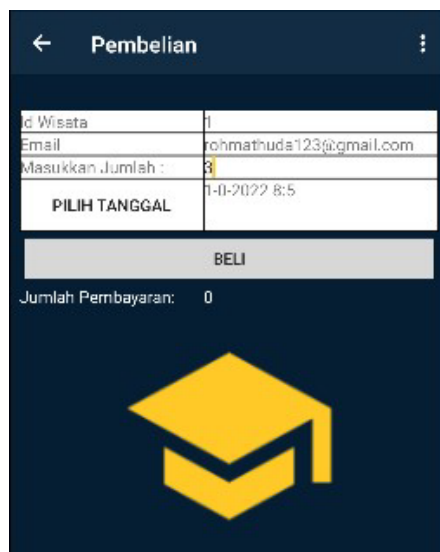 Pembelian
Id Wisata 1
Email rohmathuda123@gmail.com
Masukkan Jumlah : 3
PILIH TANGGAL 1-0-2022 8:5
BELI
Jumlah Pembayaran: 0